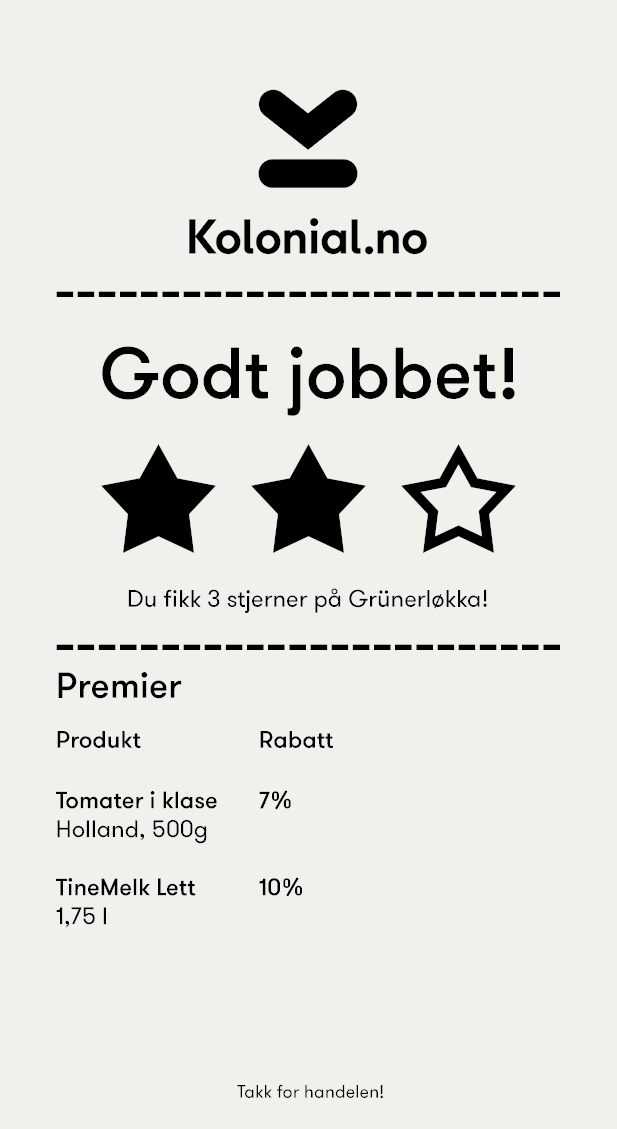 Kolonial.no
Godt jobbet!
Du fikk 3 stjerner på Grünerløkka!
Premier
Produkt Rabatt
Tomater i klase 7%
Holland, 500g
TineMelk Lett 10%
1,75 l
Takk for handelen!